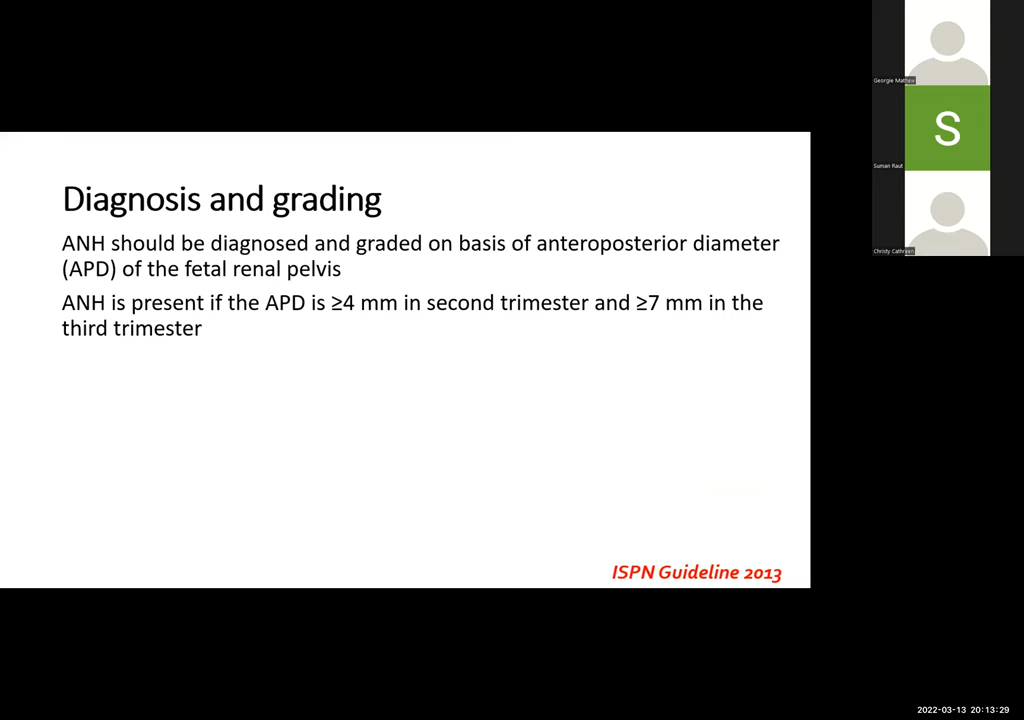 Georgie Mathew
S
Suman Raut
Christy Cathreen
Diagnosis and grading
ANH should be diagnosed and graded on basis of anteroposterior diameter
(APD) of the fetal renal pelvis
ANH is present if the APD is ≥4 mm in second trimester and ≥7 mm in the
third trimester
ISPN Guideline 2013
2022-03-13 20:13:29